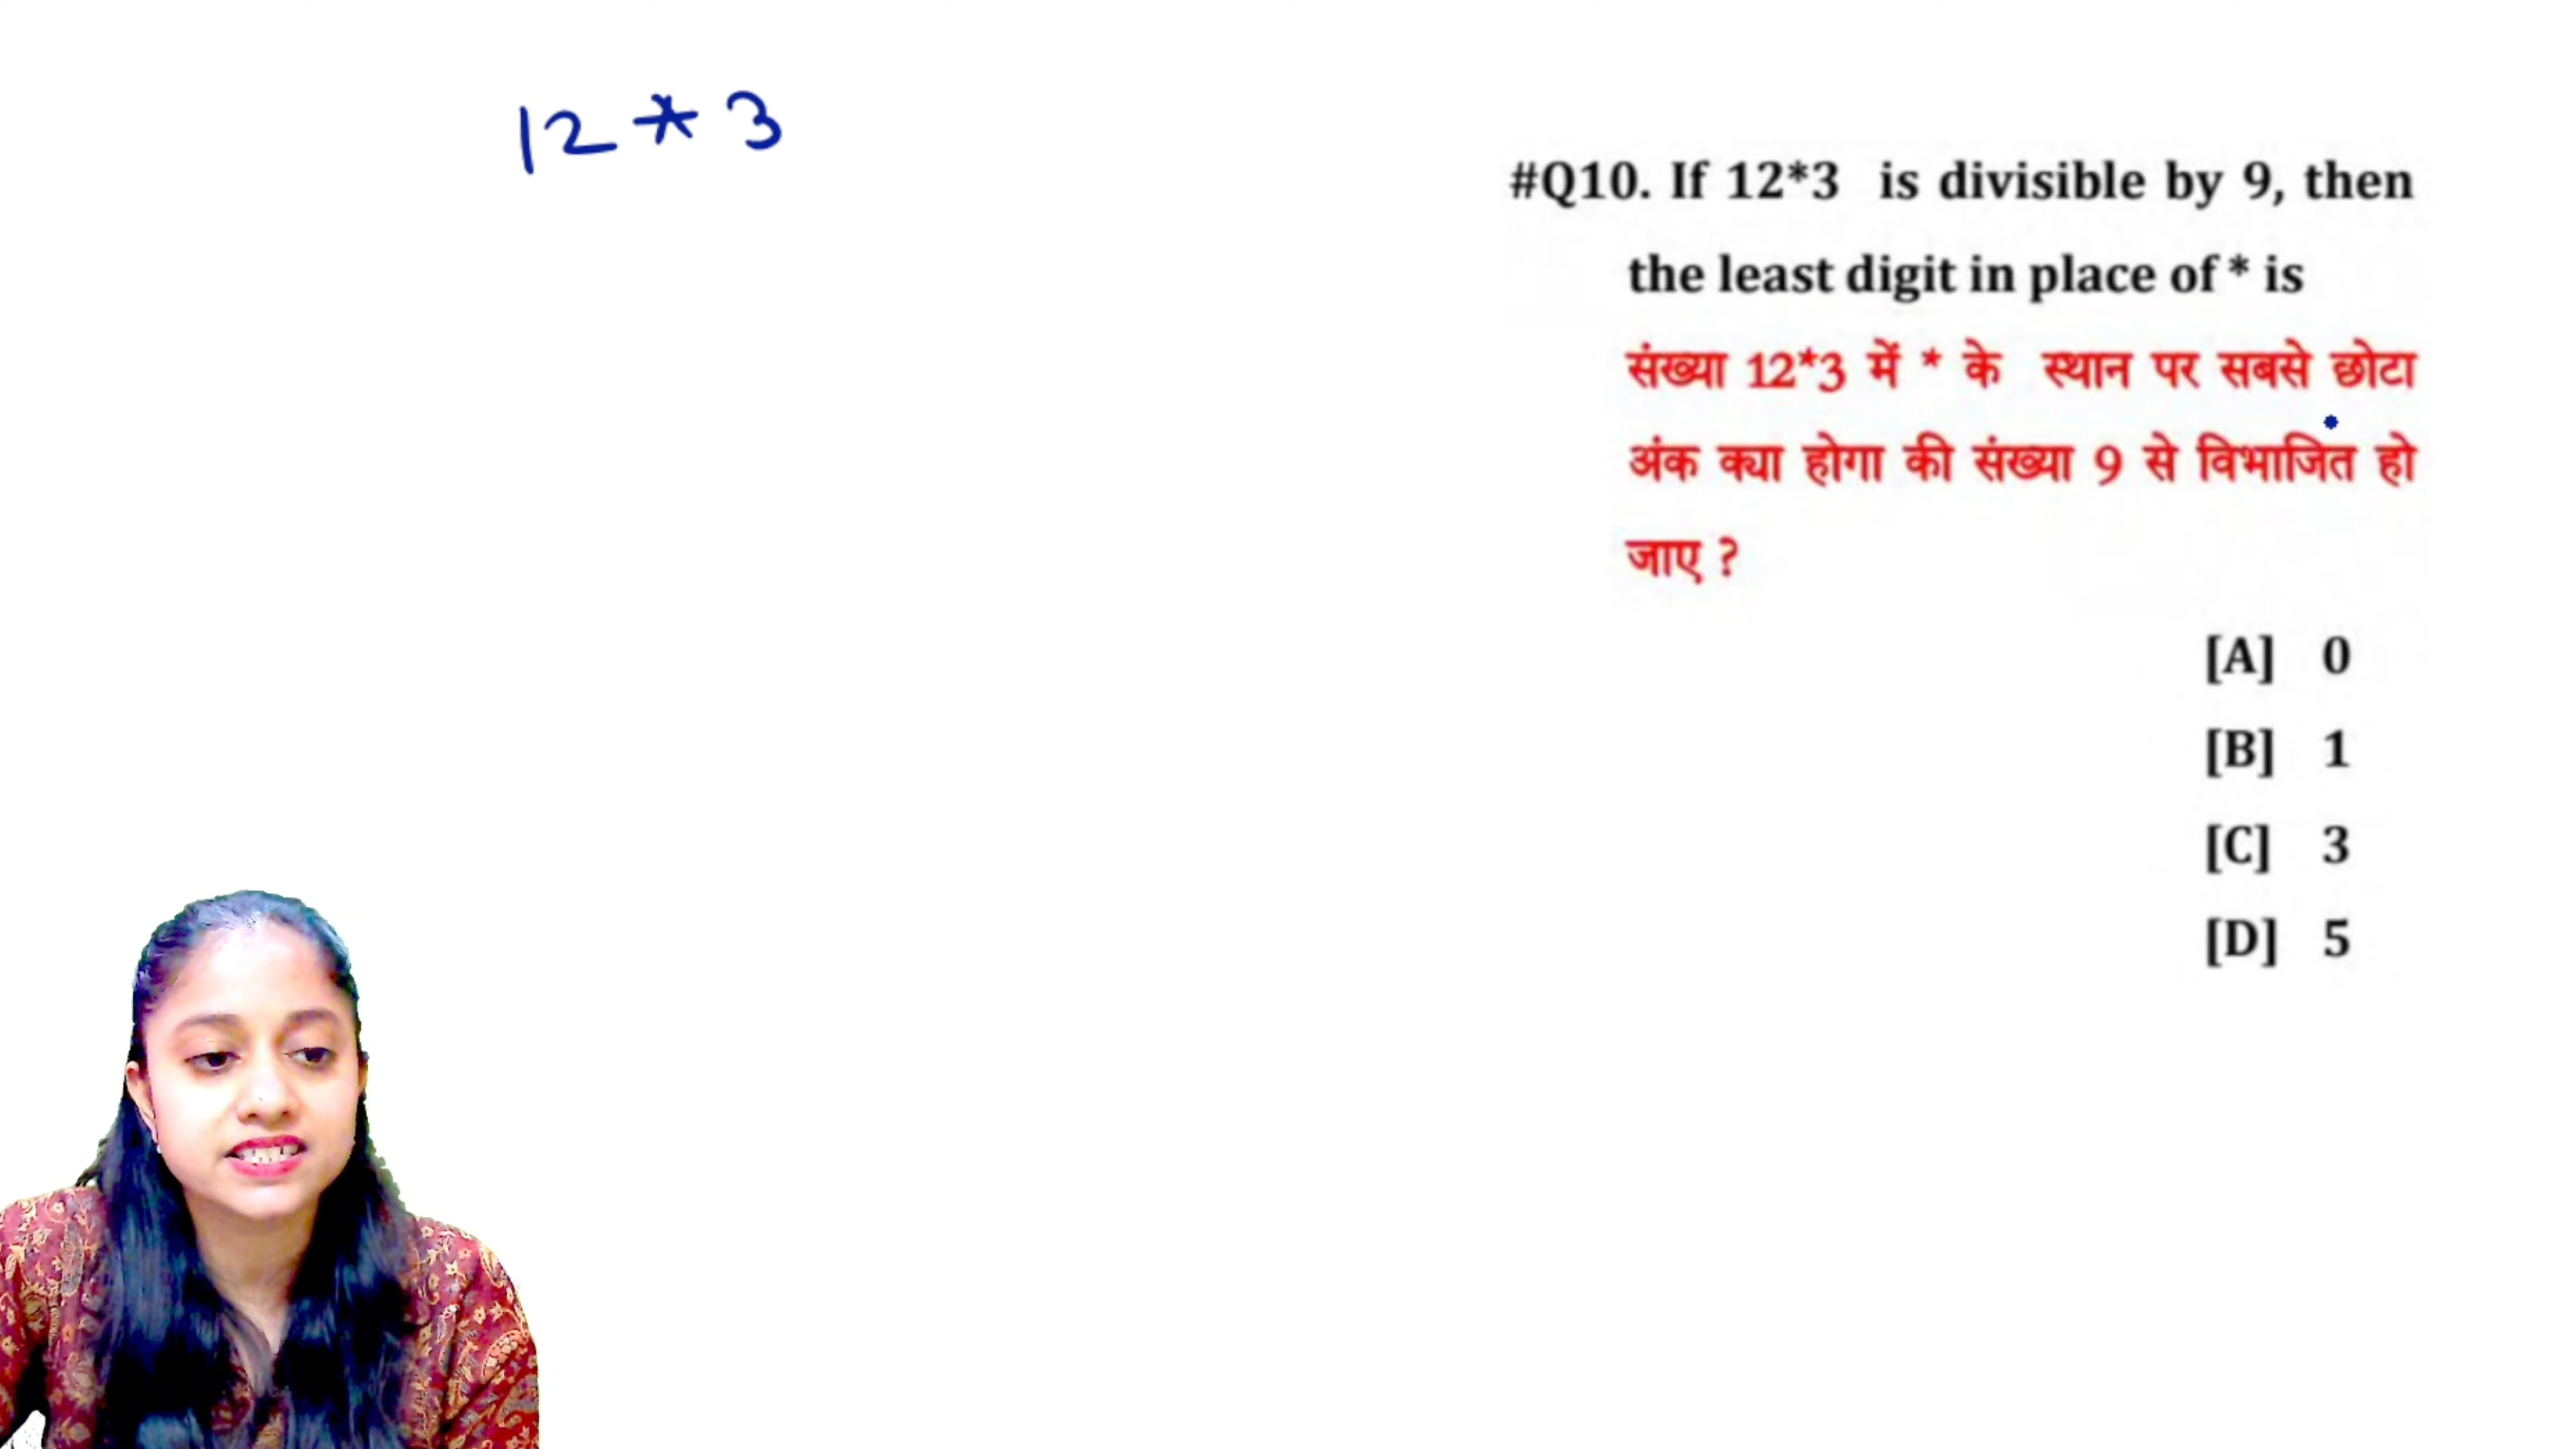 12*3
#Q10. If 12*3 is divisible by 9, then
the least digit in place of * is
संख्या 12*3 में * के स्थान पर सबसे छोटा
अंक क्या होगा की संख्या 9 से विभाजित हो
जाए ?
[A] 0
[B] 1
[C] 3
[D] 5